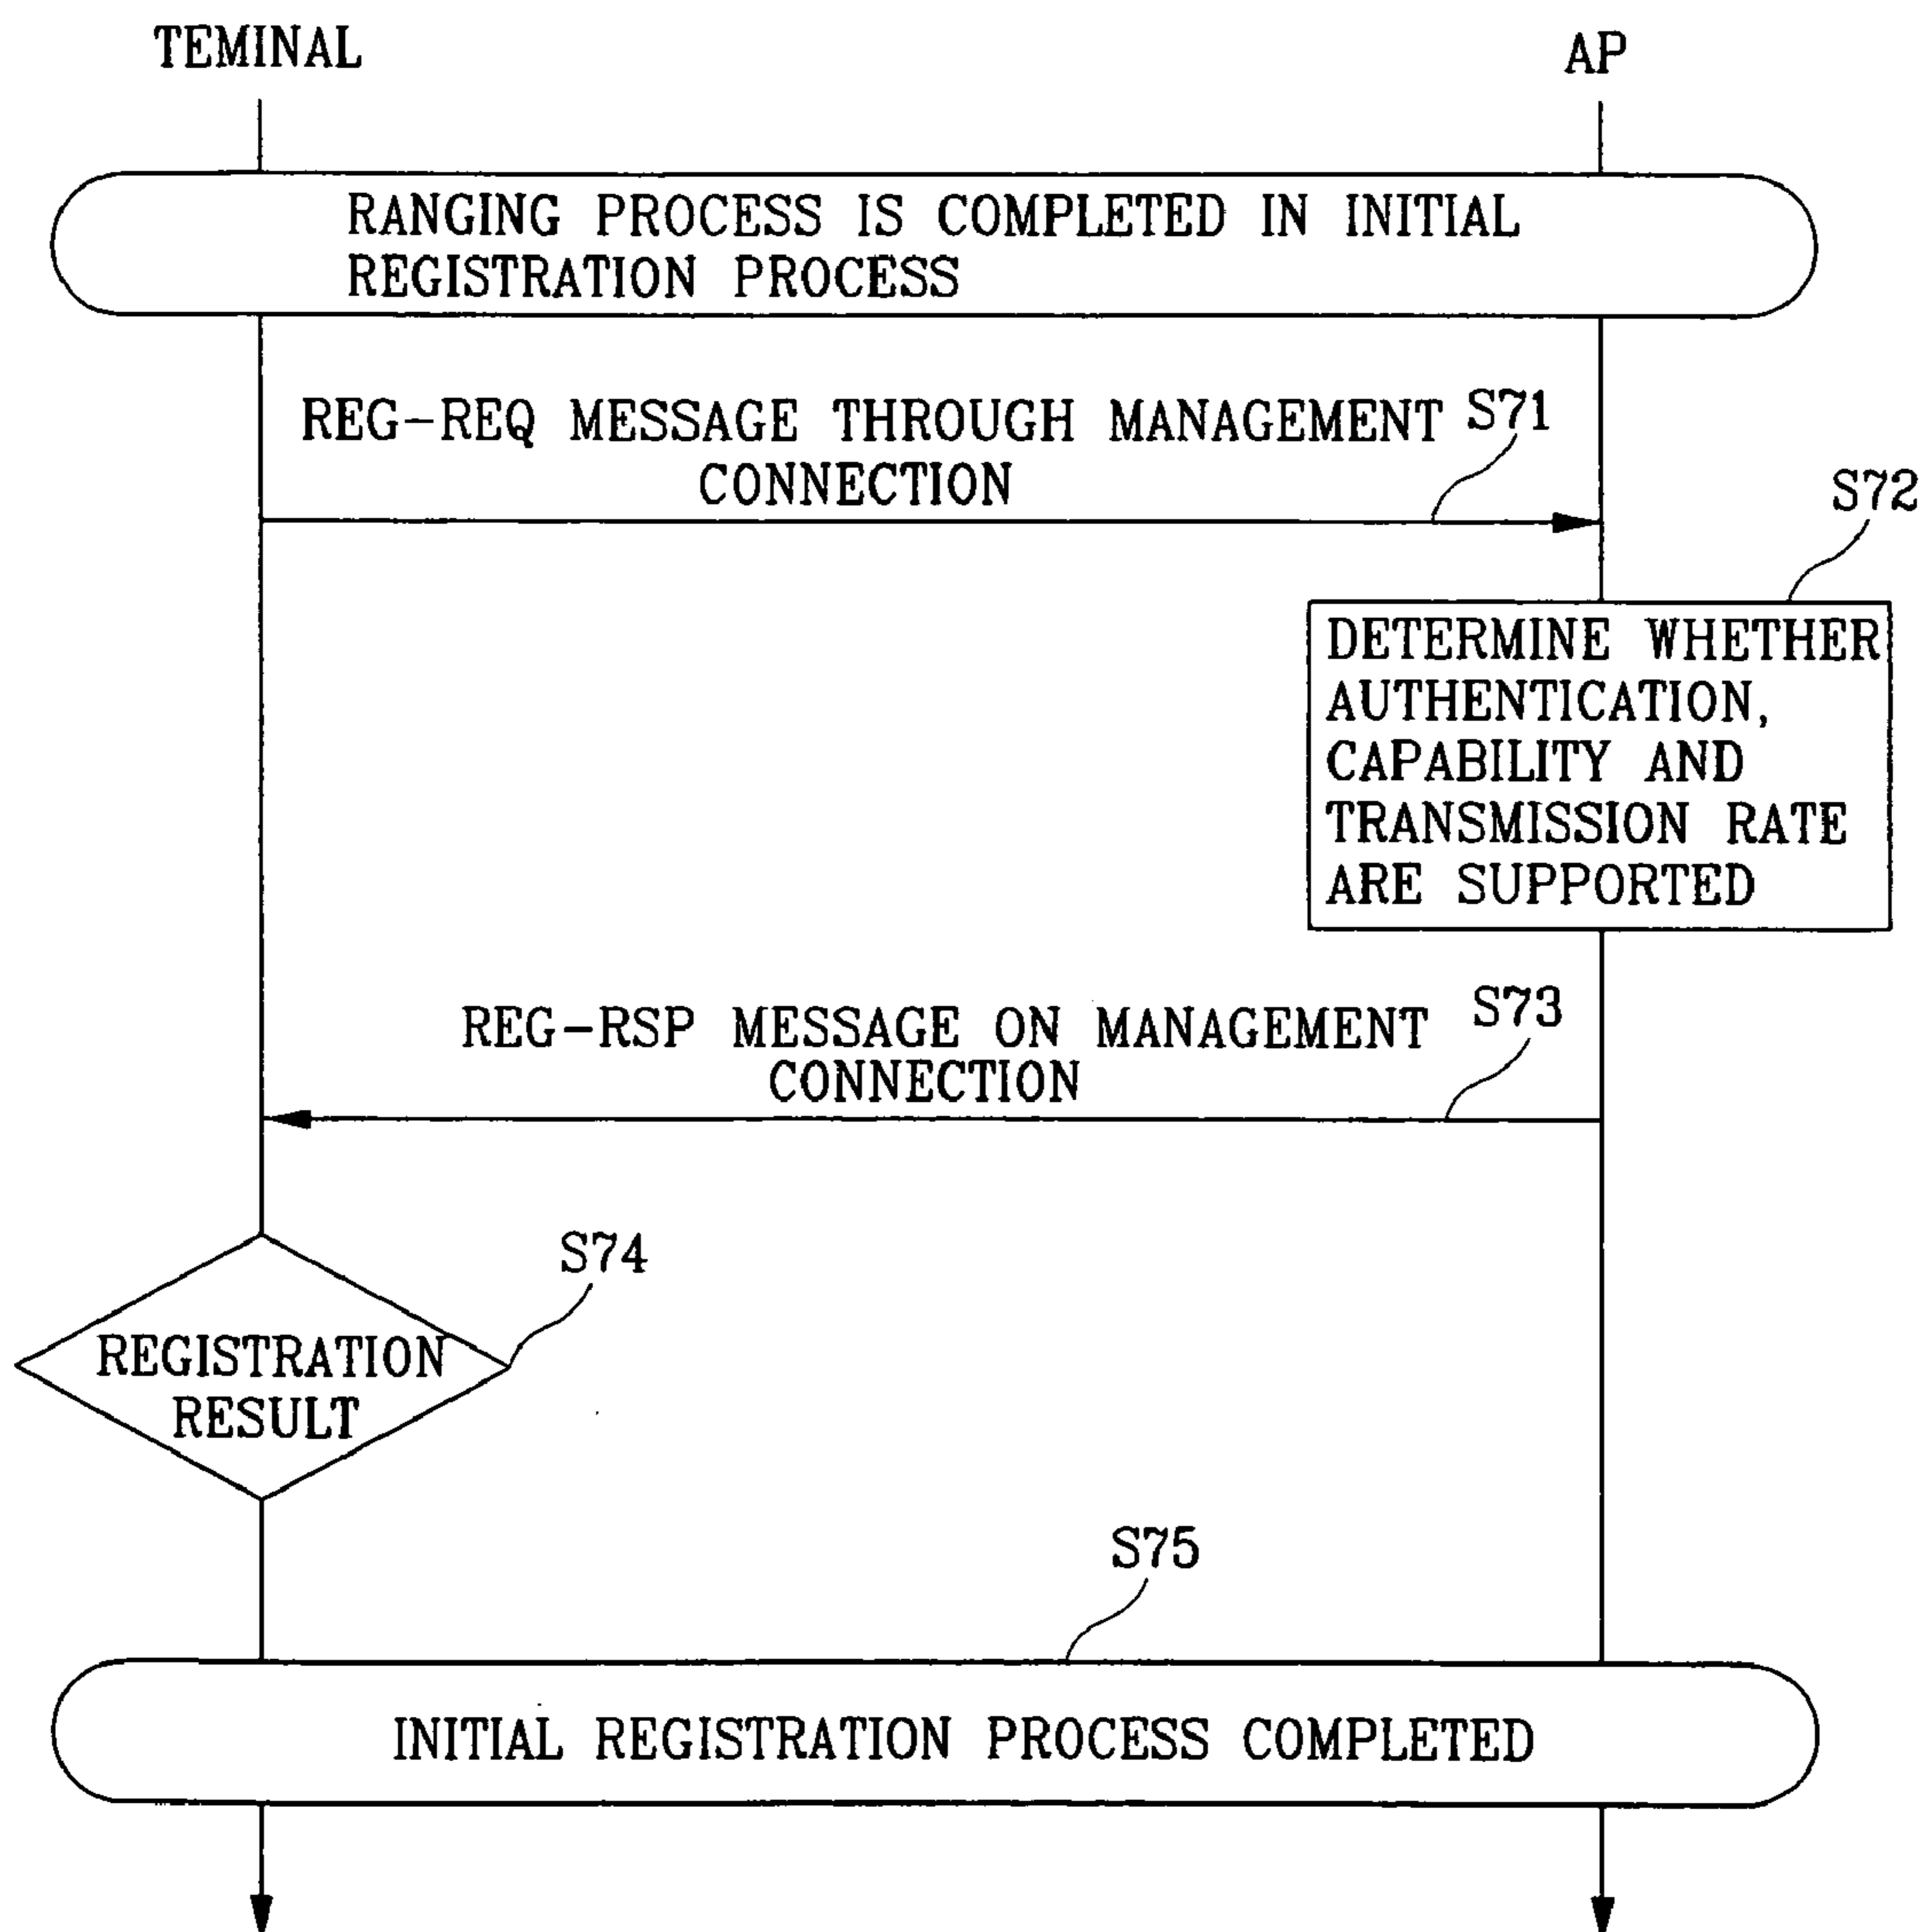 TEMINAL
AP
RANGING PROCESS IS COMPLETED IN INITIAL
REGISTRATION PROCESS
REG-REQ MESSAGE THROUGH MANAGEMENT
CONNECTION
S71
S72
DETERMINE WHETHER
AUTHENTICATION,
CAPABILITY AND
TRANSMISSION RATE
ARE SUPPORTED
REG-RSP MESSAGE ON MANAGEMENT
CONNECTION
S73
S74
REGISTRATION
RESULT
S75
INITIAL REGISTRATION PROCESS COMPLETED